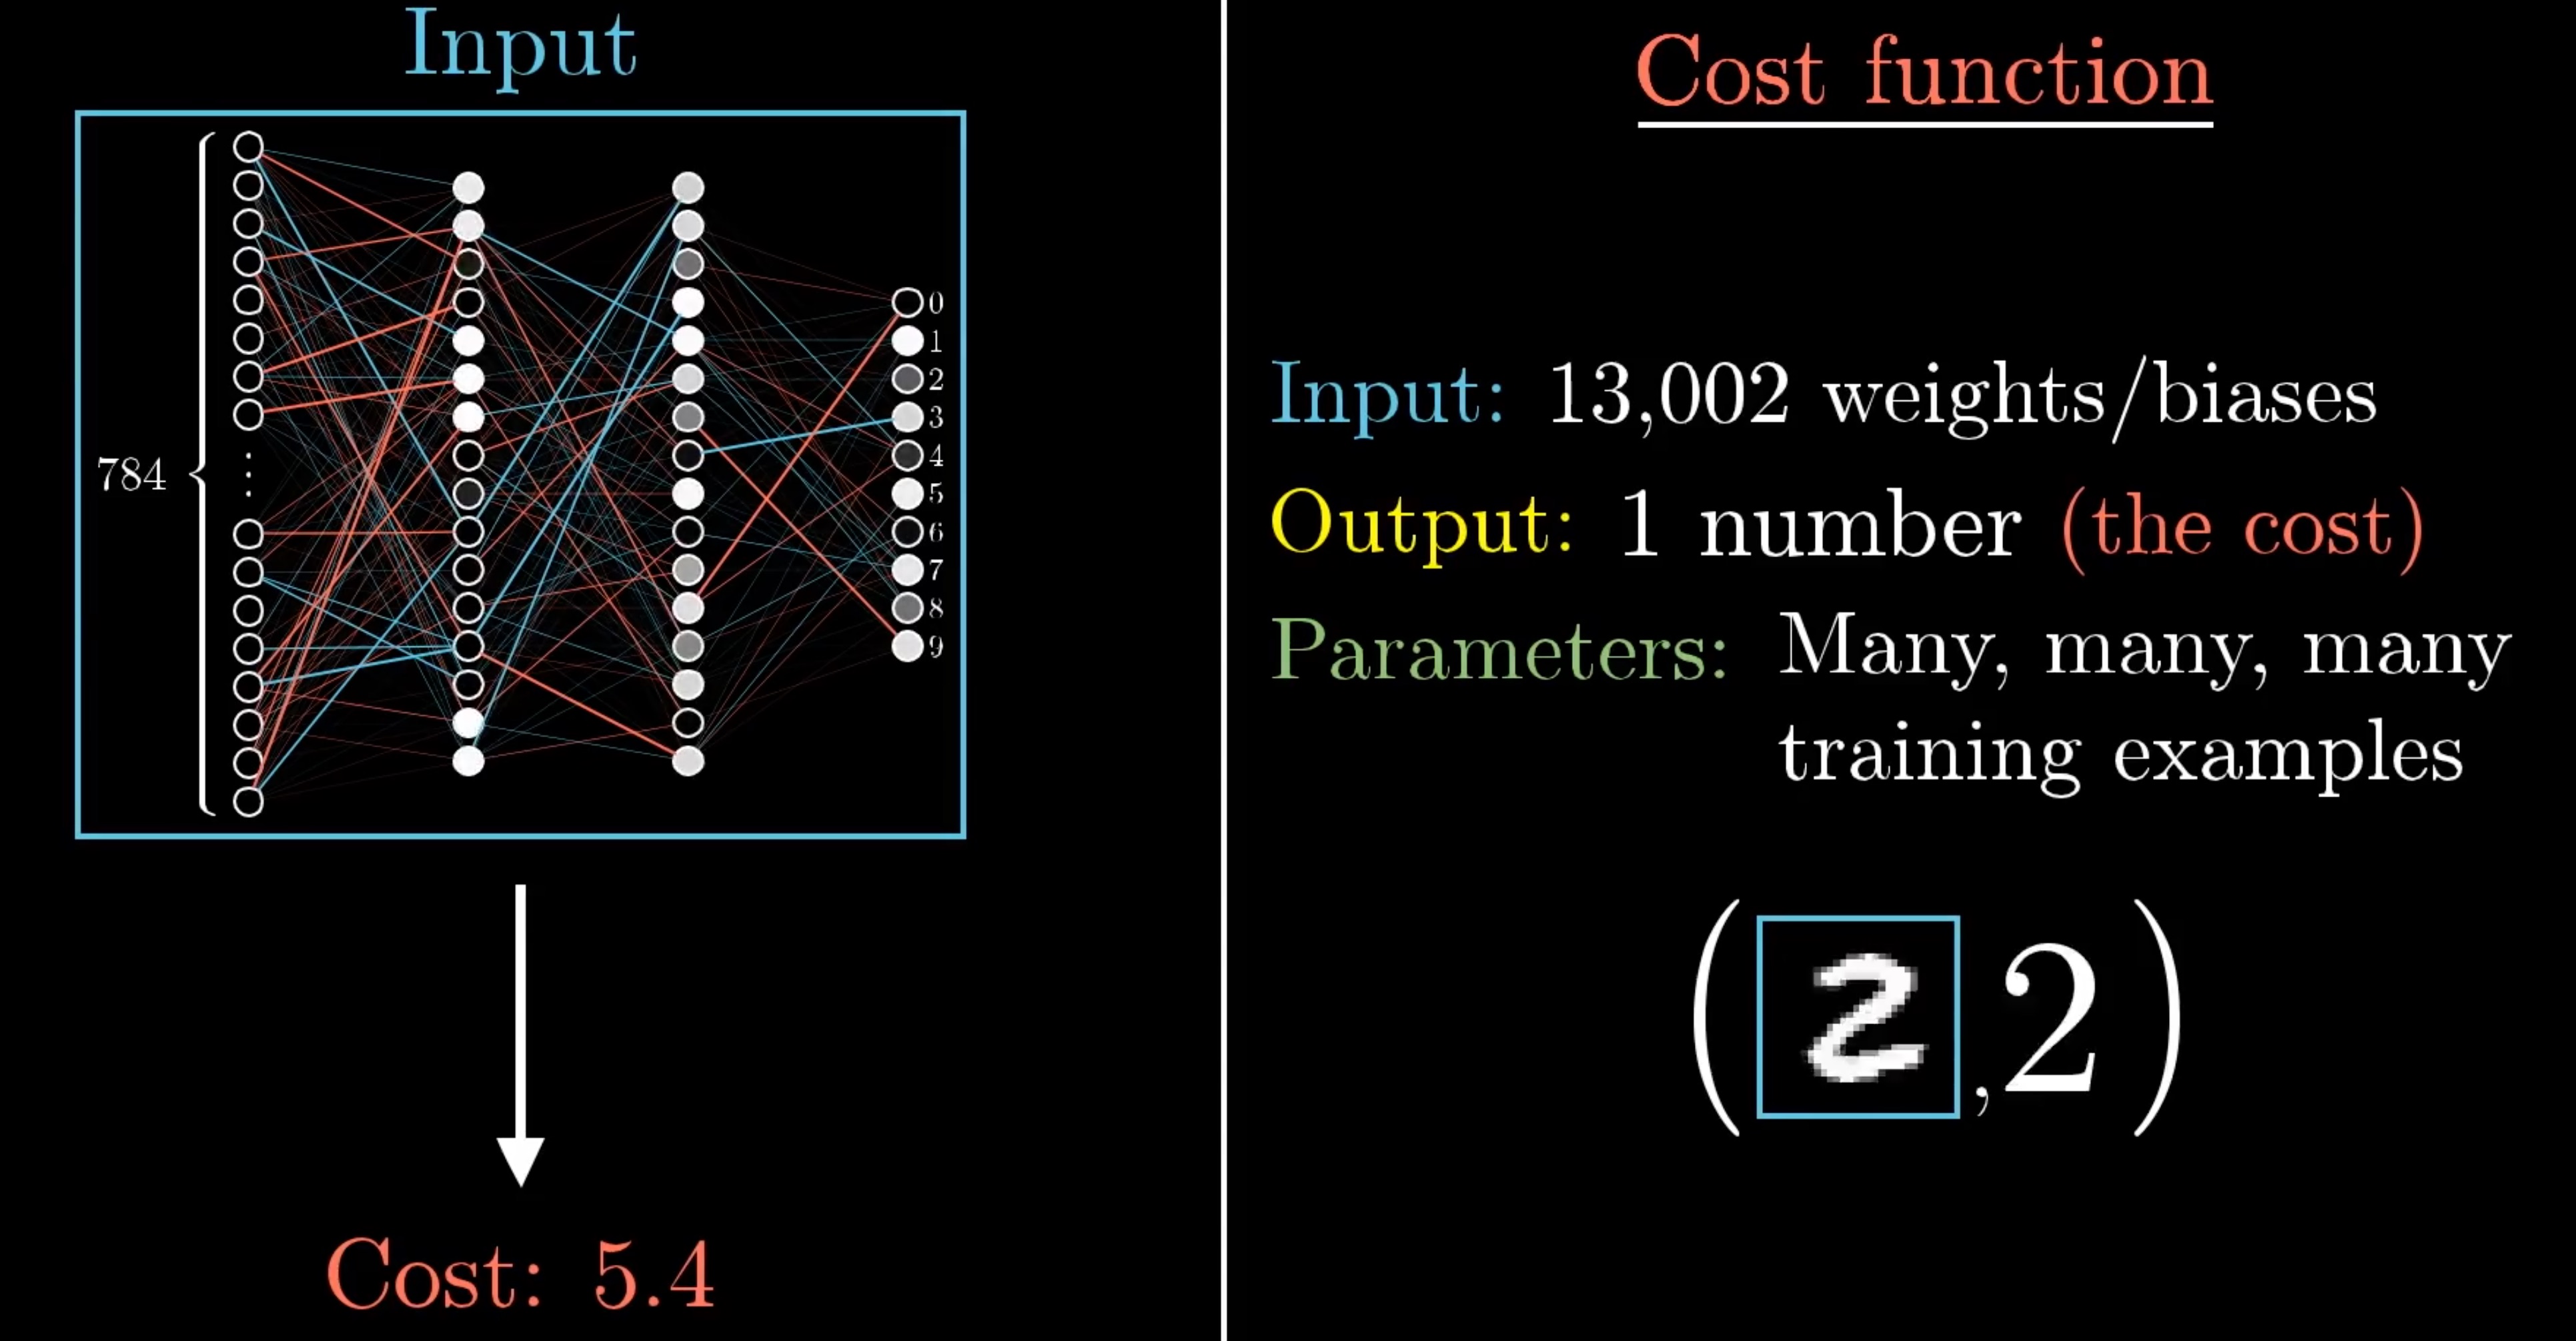 Input
784
0
1
2
3
4
5
6
7
8
9
Cost: 5.4
Cost function
Input: 13,002 weights/biases
Output: 1 number (the cost)
Parameters: Many, many, many
training examples
(2,2)